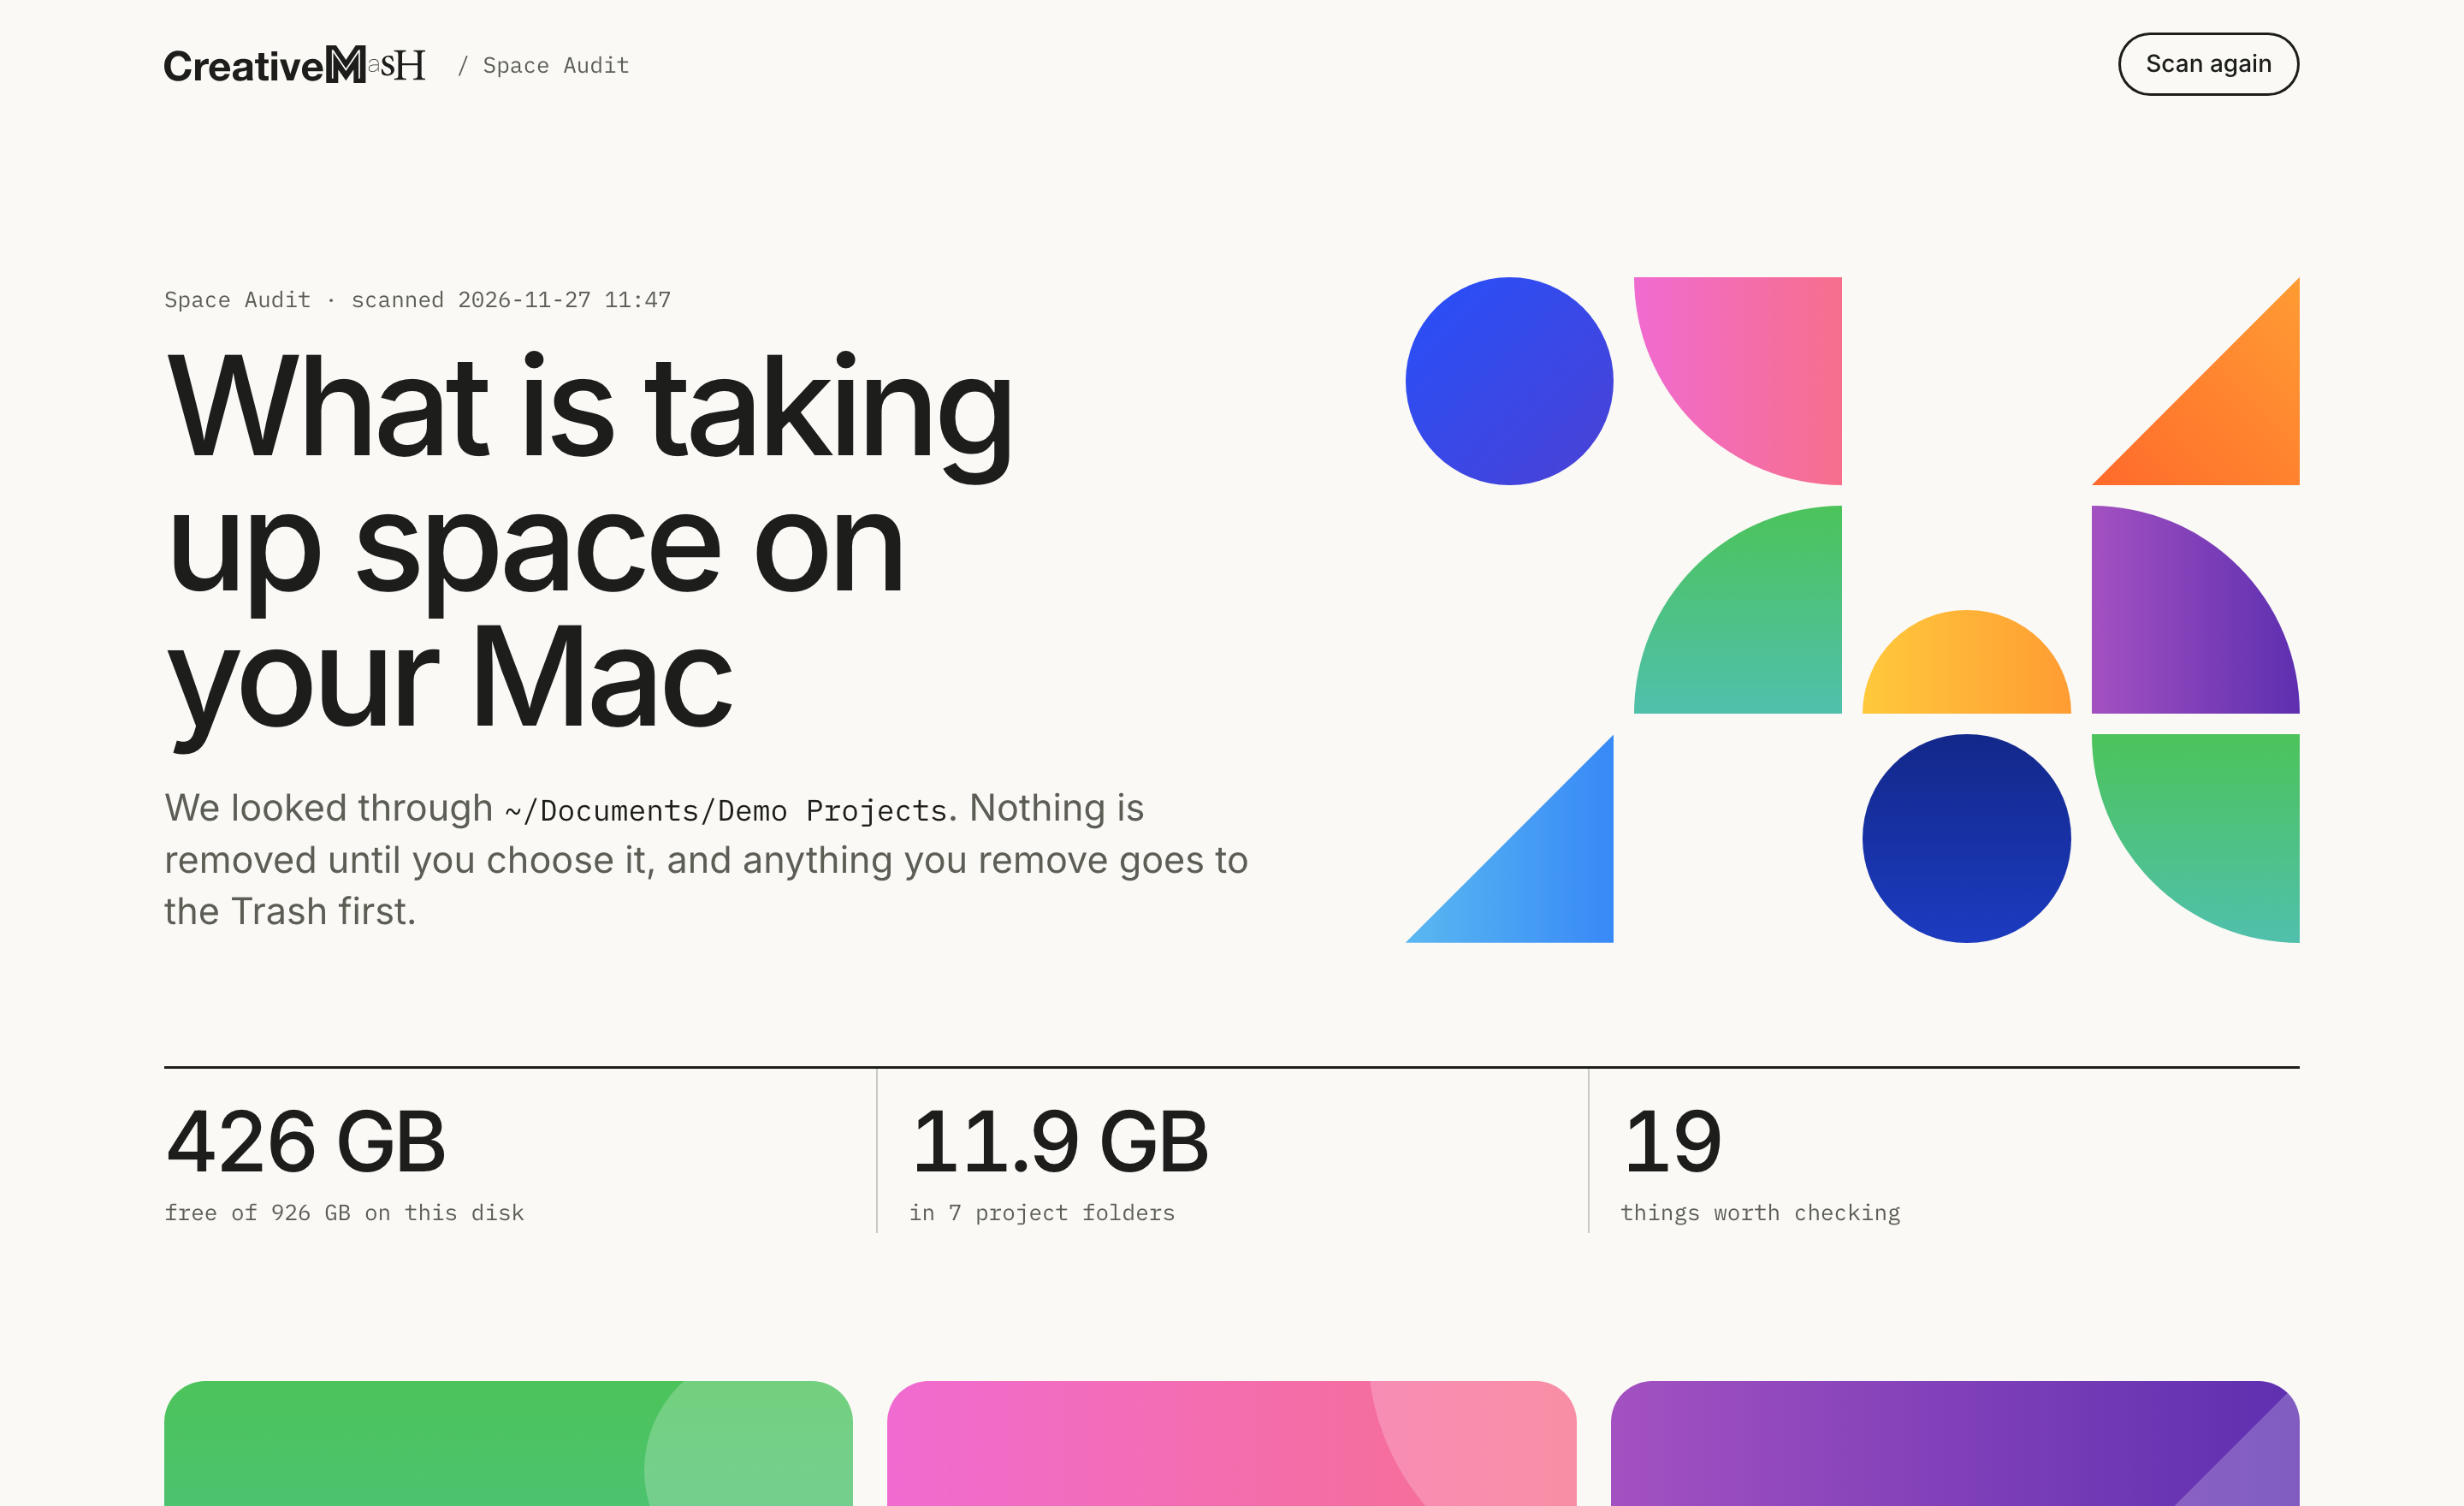 CreativeMasH / Space Audit
Scan again
Space Audit · scanned 2026-11-27 11:47
What is taking
up space on
your Mac
We looked through ~/Documents/Demo Projects. Nothing is
removed until you choose it, and anything you remove goes to
the Trash first.
426 GB
free of 926 GB on this disk
11.9 GB
in 7 project folders
19
things worth checking